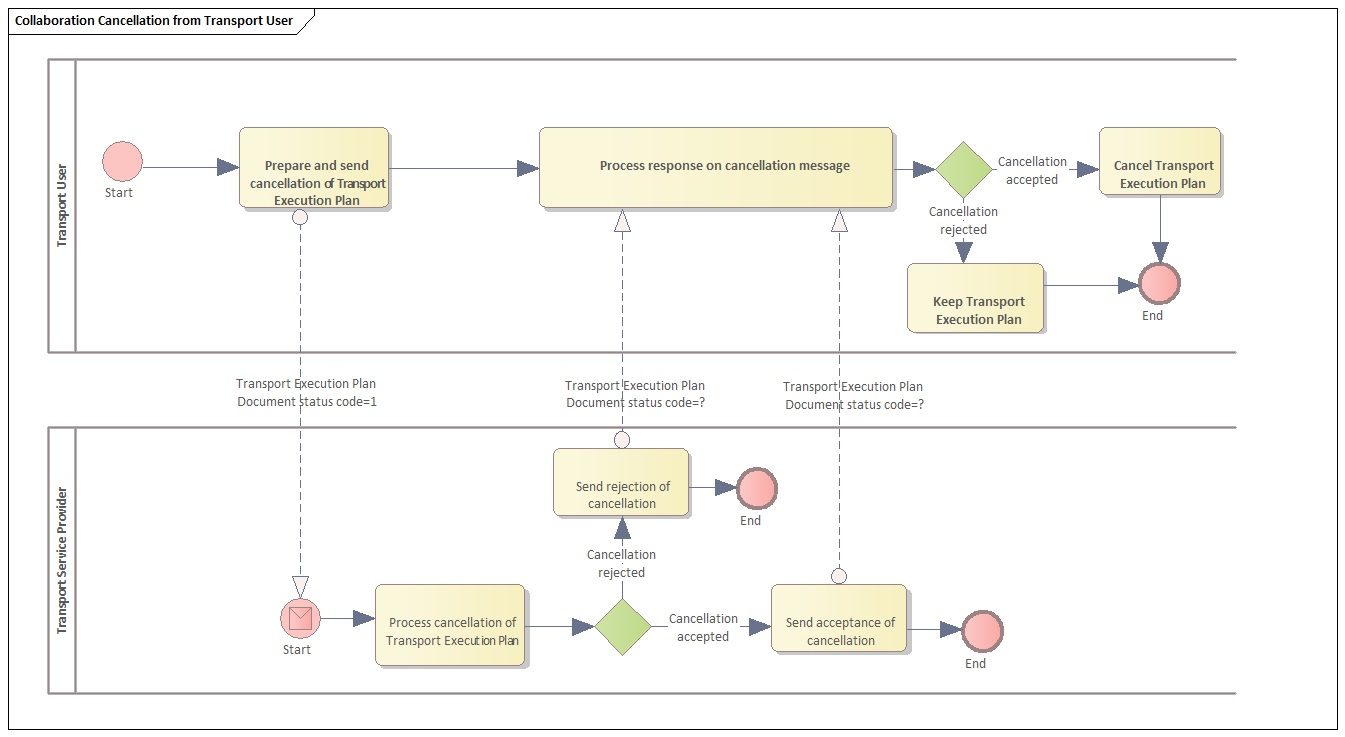 Collaboration Cancellation from Transport User
Transport User
Start
Prepare and send
cancellation of Transport
Execution Plan
Process response on cancellation message
Cancellation
accepted
Cancel Transport
Execution Plan
Cancellation
rejected
Keep Transport
Execution Plan
End
Transport Execution Plan
Document status code=1
Transport Execution Plan
Document status code=?
Transport Execution Plan
Document status code=?
Transport Service Provider
Send rejection of
cancellation
End
Cancellation
rejected
Start
Process cancellation of
Transport Execution Plan
Cancellation
accepted
Send acceptance of
cancellation
End